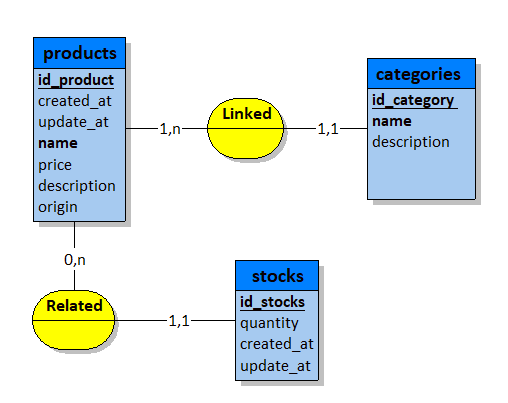 products
id_product
created_at
update_at
name
price
description
origin
1,n
Linked
1,1
categories
id_category
name
description
0,n
Related
1,1
stocks
id_stocks
quantity
created_at
update_at